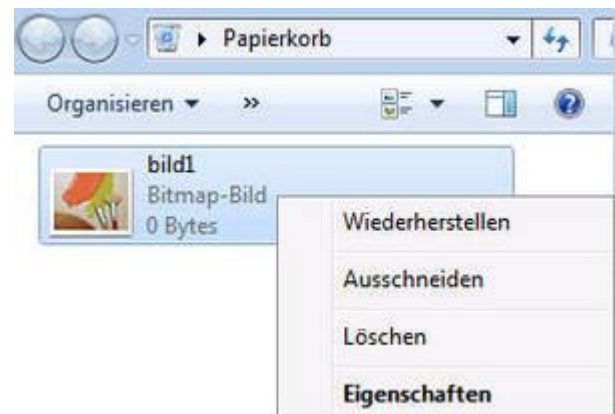 Papierkorb
Organisieren »
bild1
Bitmap-Bild
0 Bytes
Wiederherstellen
Ausschneiden
Löschen
Eigenschaften